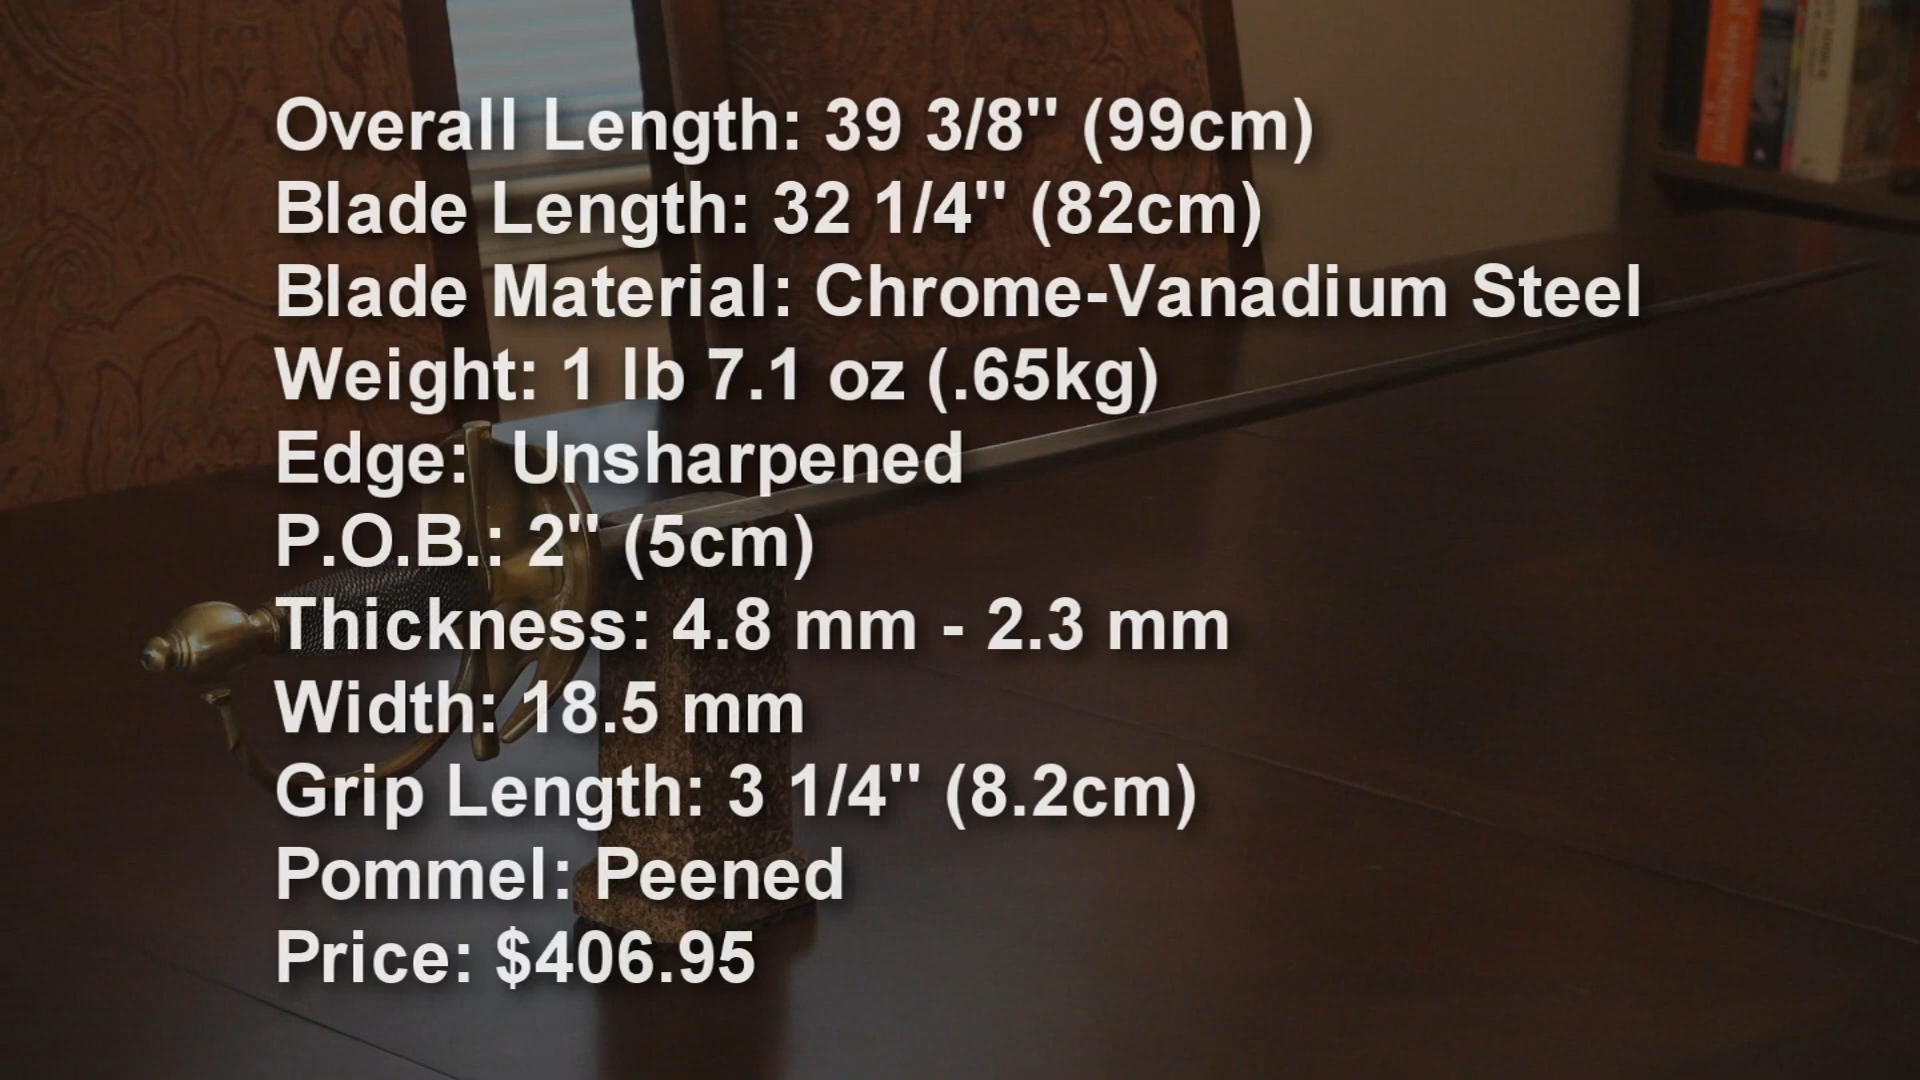 Overall Length: 39 3/8" (99cm)
Blade Length: 32 1/4" (82cm)
Blade Material: Chrome-Vanadium Steel
Weight: 1 lb 7.1 oz (.65kg)
Edge:  Unsharpened
P.O.B.: 2" (5cm)
Thickness: 4.8 mm - 2.3 mm
Width: 18.5 mm
Grip Length: 3 1/4" (8.2cm)
Pommel: Peened
Price: $406.95